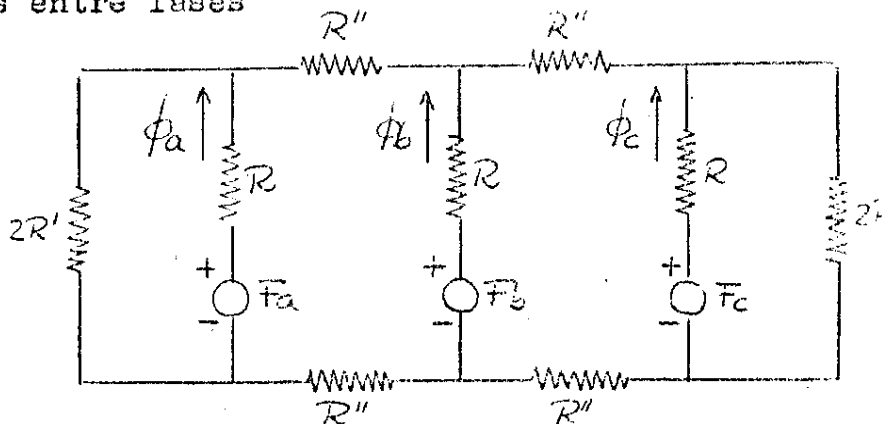 s entre fases
R" R"
ϕa ϕb ϕc
R R R
2R'
+ + +
Fa Fb Fc
- - -
R" R"